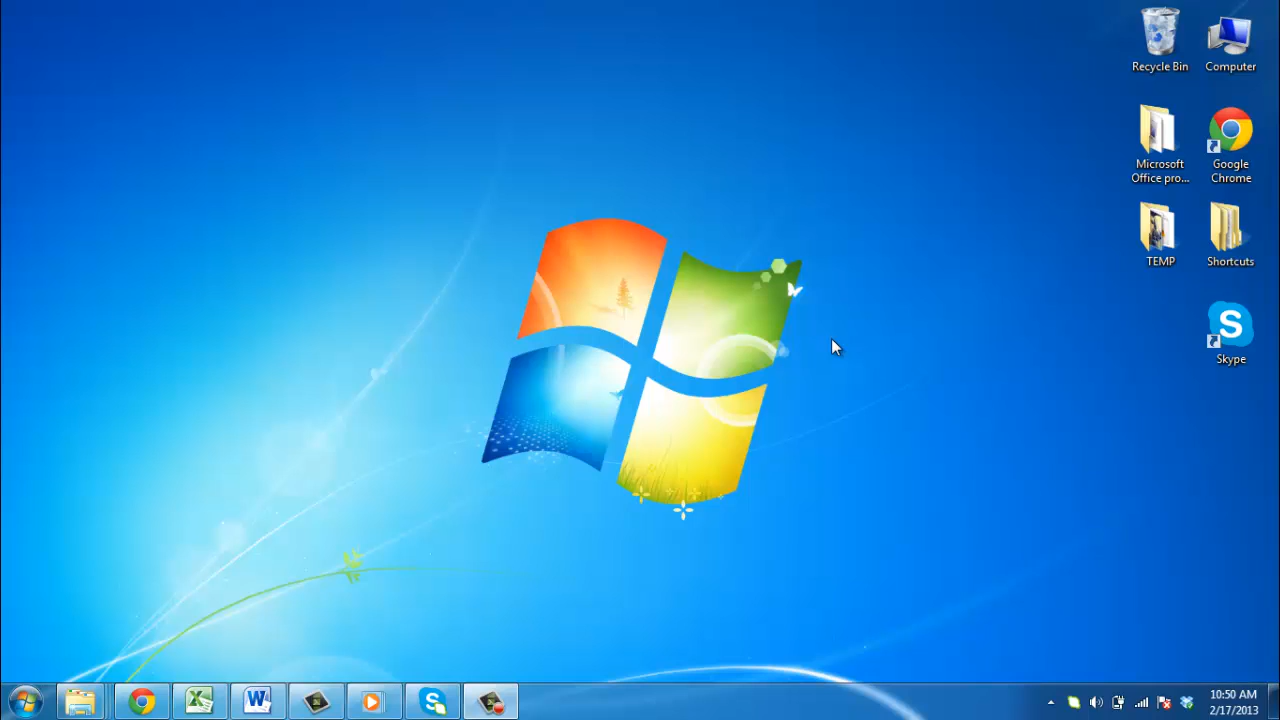 Recycle Bin
Computer
Microsoft
Office pro...
Google
Chrome
TEMP
Shortcuts
Skype
10:50 AM
2/17/2013